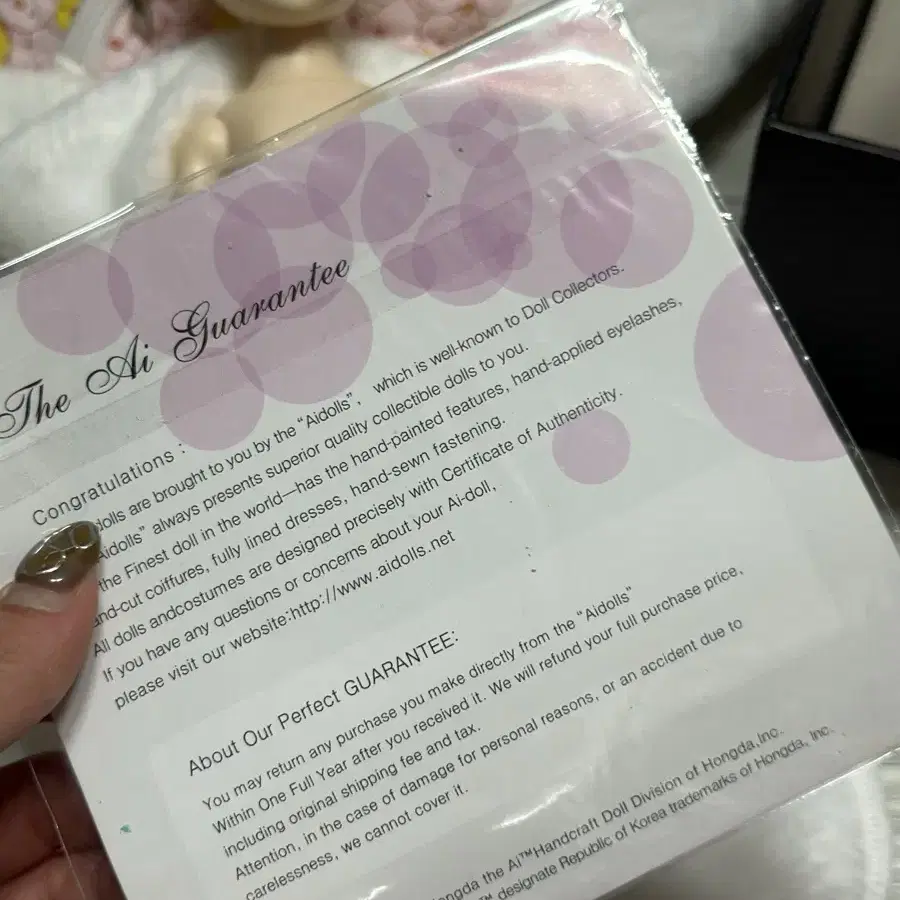 The Ai Guarantee
Congratulations :
dolls are brought to you by the “Aidolls”, which is well-known to Doll Collectors.
Aidolls” always presents superior quality collectible dolls to you.
the Finest doll in the world—has the hand-painted features, hand-applied eyelashes,
and-cut coiffures, fully lined dresses, hand-sewn fastening.
All dolls andcostumes are designed precisely with Certificate of Authenticity.
If you have any questions or concerns about your Ai-doll,
please visit our website:http://www.aidolls.net
About Our Perfect GUARANTEE:
You may return any purchase you make directly from the “Aidolls”
Within One Full Year after you received it. We will refund your full purchase price,
including original shipping fee and tax.
Attention, in the case of damage for personal reasons, or an accident due to
carelessness, we cannot cover it.
ongda the Ai™Handcraft Doll Division of Hongda,Inc.
™ designate Republic of Korea trademarks of Hongda, Inc.